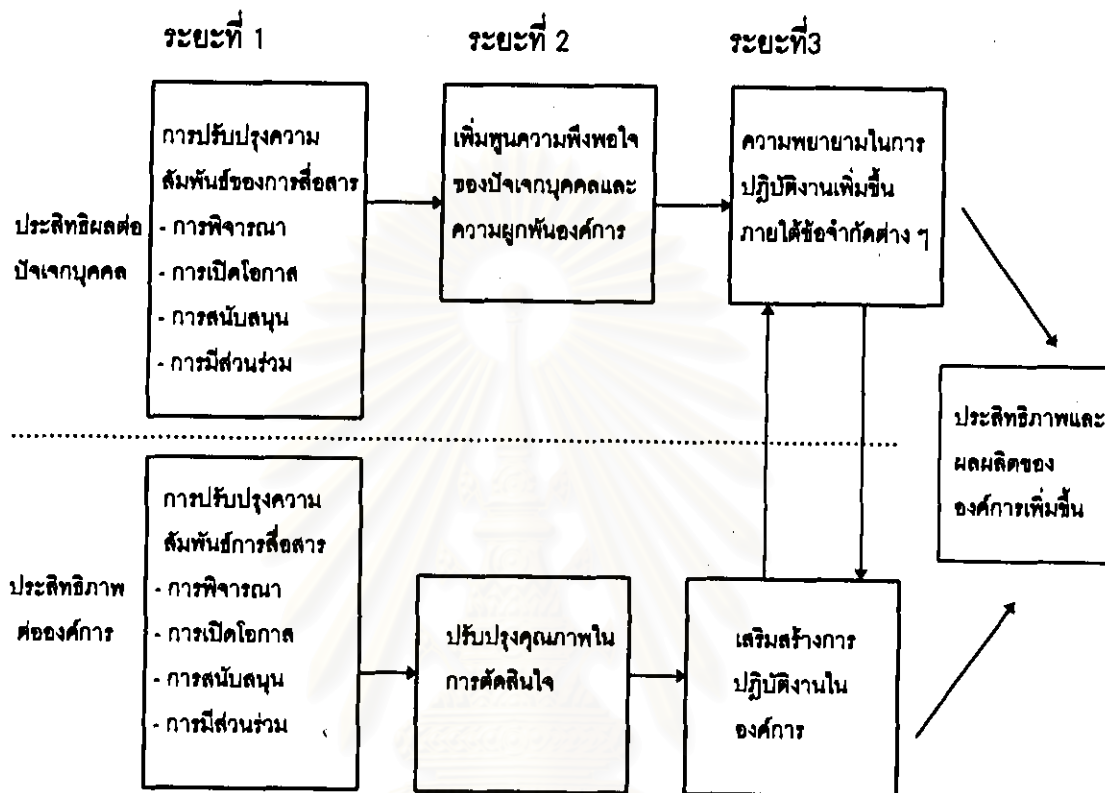 ระยะที่ 1
ระยะที่ 2
ระยะที่3
ประสิทธิผลต่อ
ปัจเจกบุคคล
การปรับปรุงความ
สัมพันธ์ของการสื่อสาร
- การพิจารณา
- การเปิดโอกาส
- การสนับสนุน
- การมีส่วนร่วม
เพิ่มพูนความพึงพอใจ
ของปัจเจกบุคคลและ
ความผูกพันองค์การ
ความพยายามในการ
ปฏิบัติงานเพิ่มขึ้น
ภายใต้ข้อจำกัดต่าง ๆ
ประสิทธิภาพและ
ผลผลิตของ
องค์การเพิ่มขึ้น
ประสิทธิภาพ
ต่อองค์การ
การปรับปรุงความ
สัมพันธ์การสื่อสาร
- การพิจารณา
- การเปิดโอกาส
- การสนับสนุน
- การมีส่วนร่วม
ปรับปรุงคุณภาพใน
การตัดสินใจ
เสริมสร้างการ
ปฏิบัติงานใน
องค์การ